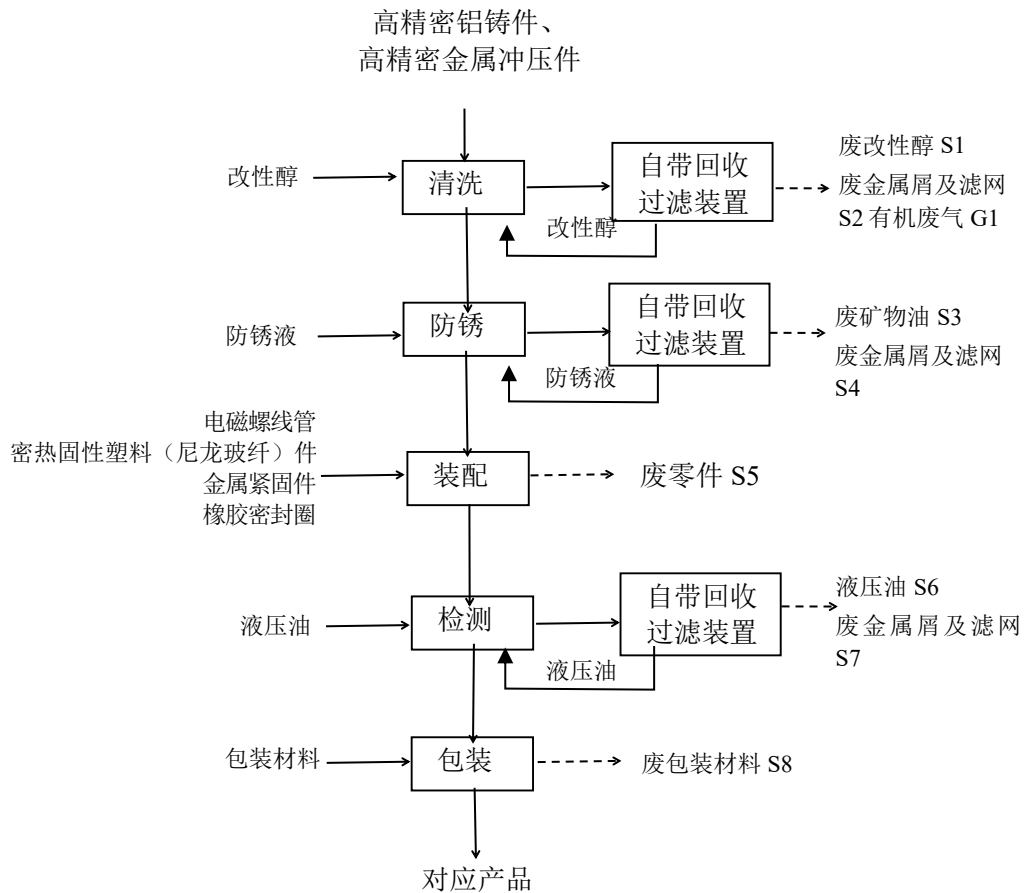 高精密铝铸件、
高精密金属冲压件
改性醇
清洗
自带回收
过滤装置
废改性醇 S1
废金属屑及滤网
S2 有机废气 G1
改性醇
防锈液
防锈
自带回收
过滤装置
废矿物油 S3
废金属屑及滤网
S4
防锈液
电磁螺线管
密热固性塑料（尼龙玻纤）件
金属紧固件
橡胶密封圈
装配
废零件 S5
液压油
检测
自带回收
过滤装置
液压油 S6
废金属屑及滤网
S7
液压油
包装材料
包装
废包装材料 S8
对应产品